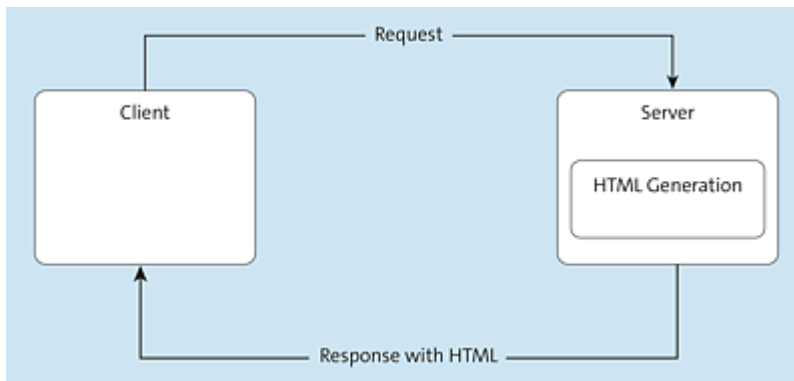 Request
Client
Server
HTML Generation
Response with HTML